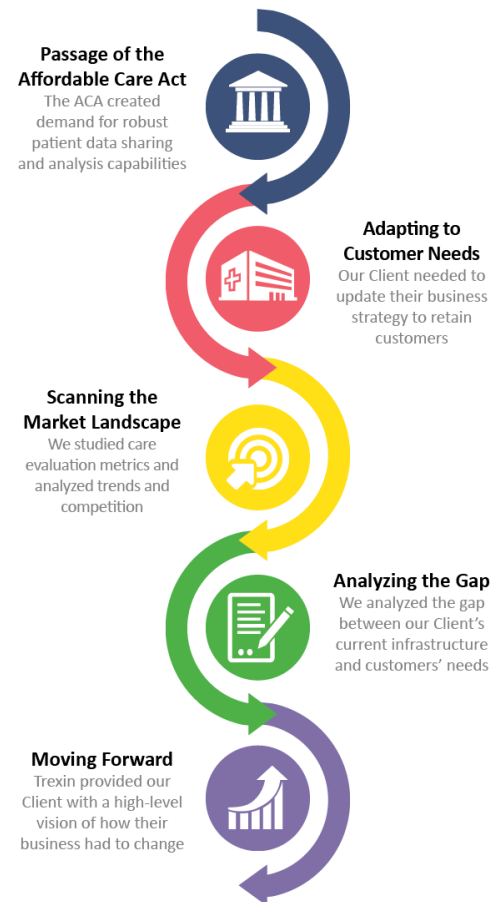 Passage of the
Affordable Care Act
The ACA created
demand for robust
patient data sharing
and analysis capabilities
Adapting to
Customer Needs
Our Client needed to
update their business
strategy to retain
customers
Scanning the
Market Landscape
We studied care
evaluation metrics and
analyzed trends and
competition
Analyzing the Gap
We analyzed the gap
between our Client’s
current infrastructure
and customers’ needs
Moving Forward
Trexin provided our
Client with a high-level
vision of how their
business had to change